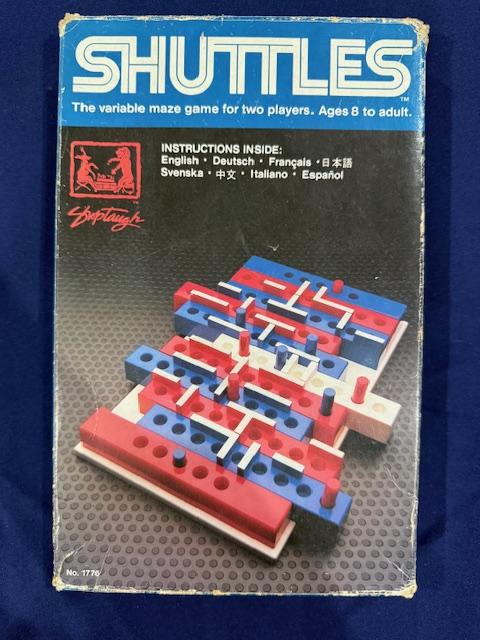 SHUTTLES
TM
The variable maze game for two players. Ages 8 to adult.
INSTRUCTIONS INSIDE:
English • Deutsch • Français • 日本語
Svenska • 中文 • Italiano • Español
Skeptaugh
No. 1776